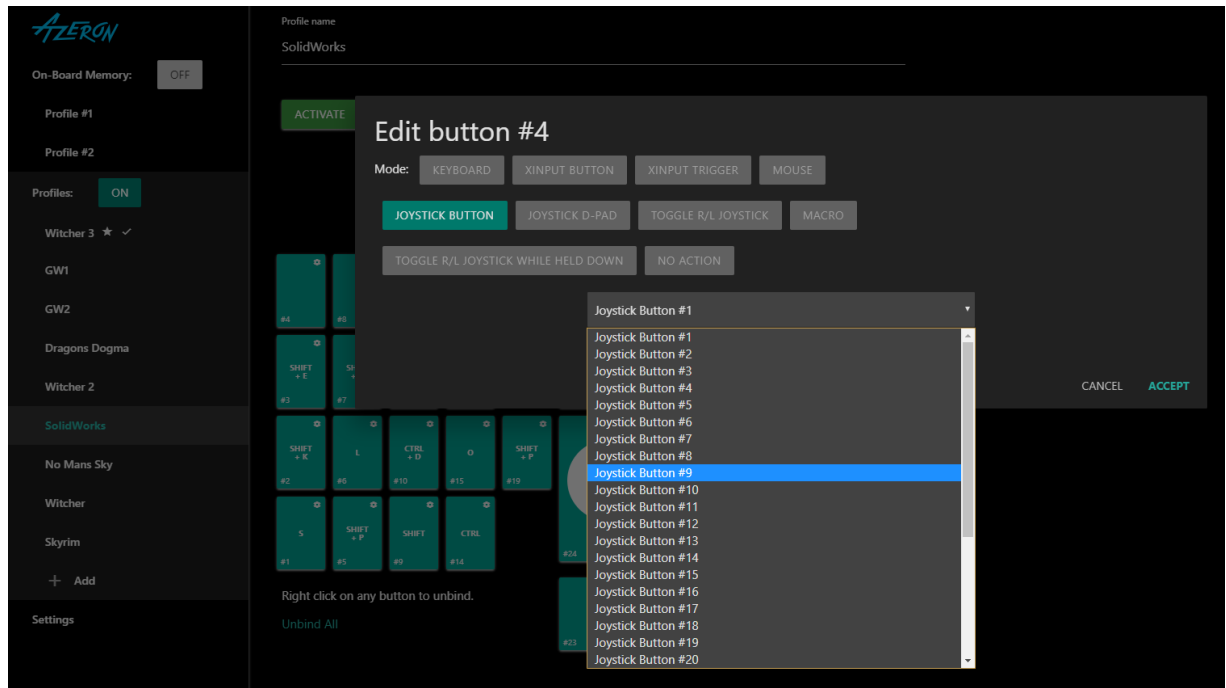 AZERON
On-Board Memory: OFF
Profile #1
Profile #2
Profiles: ON
Witcher 3 ★ ✓
GW1
GW2
Dragons Dogma
Witcher 2
SolidWorks
No Mans Sky
Witcher
Skyrim
+ Add
Settings
Profile name
SolidWorks
ACTIVATE
Edit button #4
Mode: KEYBOARD XINPUT BUTTON XINPUT TRIGGER MOUSE
JOYSTICK BUTTON JOYSTICK D-PAD TOGGLE R/L JOYSTICK MACRO
TOGGLE R/L JOYSTICK WHILE HELD DOWN NO ACTION
Joystick Button #1
Joystick Button #1
Joystick Button #2
Joystick Button #3
Joystick Button #4
Joystick Button #5
Joystick Button #6
Joystick Button #7
Joystick Button #8
Joystick Button #9
Joystick Button #10
Joystick Button #11
Joystick Button #12
Joystick Button #13
Joystick Button #14
Joystick Button #15
Joystick Button #16
Joystick Button #17
Joystick Button #18
Joystick Button #19
Joystick Button #20
CANCEL ACCEPT
#4 #8
SHIFT
+ E
#3 #7
SHIFT L CTRL O SHIFT
+ K + D + P
#2 #6 #10 #15 #19
S SHIFT SHIFT CTRL
+ P
#1 #5 #9 #14
#24
#23
Right click on any button to unbind.
Unbind All